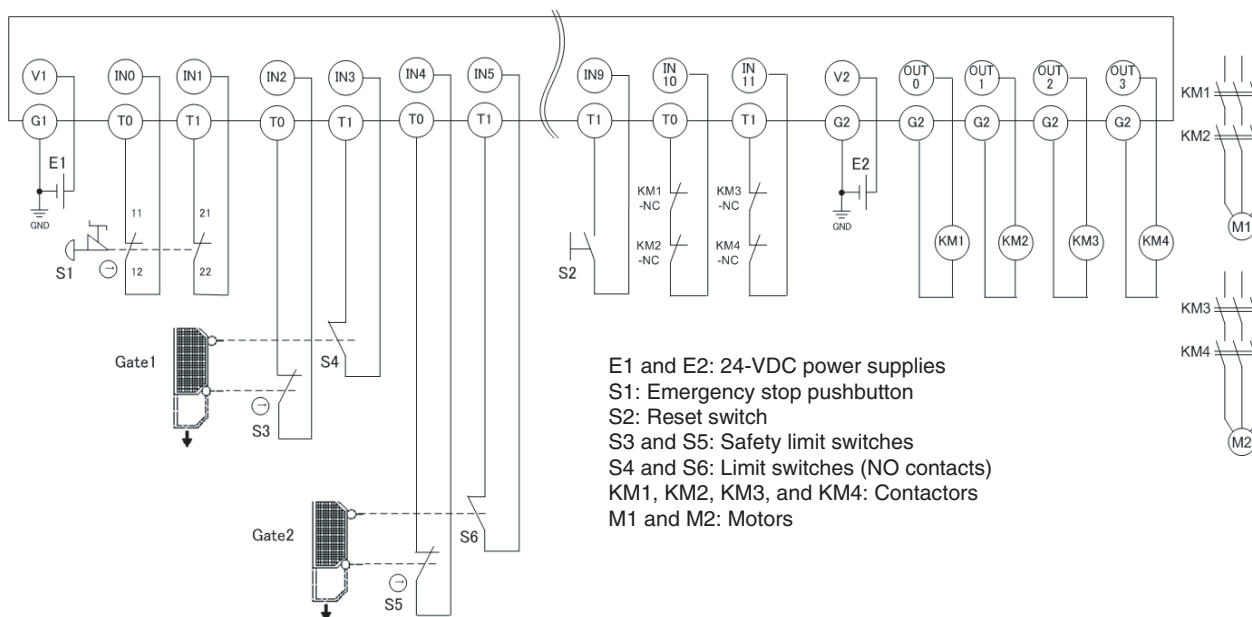 V1 IN0 IN1 IN2 IN3 IN4 IN5 IN9 IN 10 IN 11 V2 OUT 0 OUT 1 OUT 2 OUT 3
G1 T0 T1 T0 T1 T0 T1 T1 T0 T1 G2 G2 G2 G2 G2
KM1
KM2
M1
E1
GND
E2
GND
KM1 -NC
KM3 -NC
KM2 -NC
KM4 -NC
S1
11
12
21
22
S2
KM1 KM2 KM3 KM4
KM3
KM4
M2
Gate1
S4
S3
Gate2
S6
S5
E1 and E2: 24-VDC power supplies
S1: Emergency stop pushbutton
S2: Reset switch
S3 and S5: Safety limit switches
S4 and S6: Limit switches (NO contacts)
KM1, KM2, KM3, and KM4: Contactors
M1 and M2: Motors